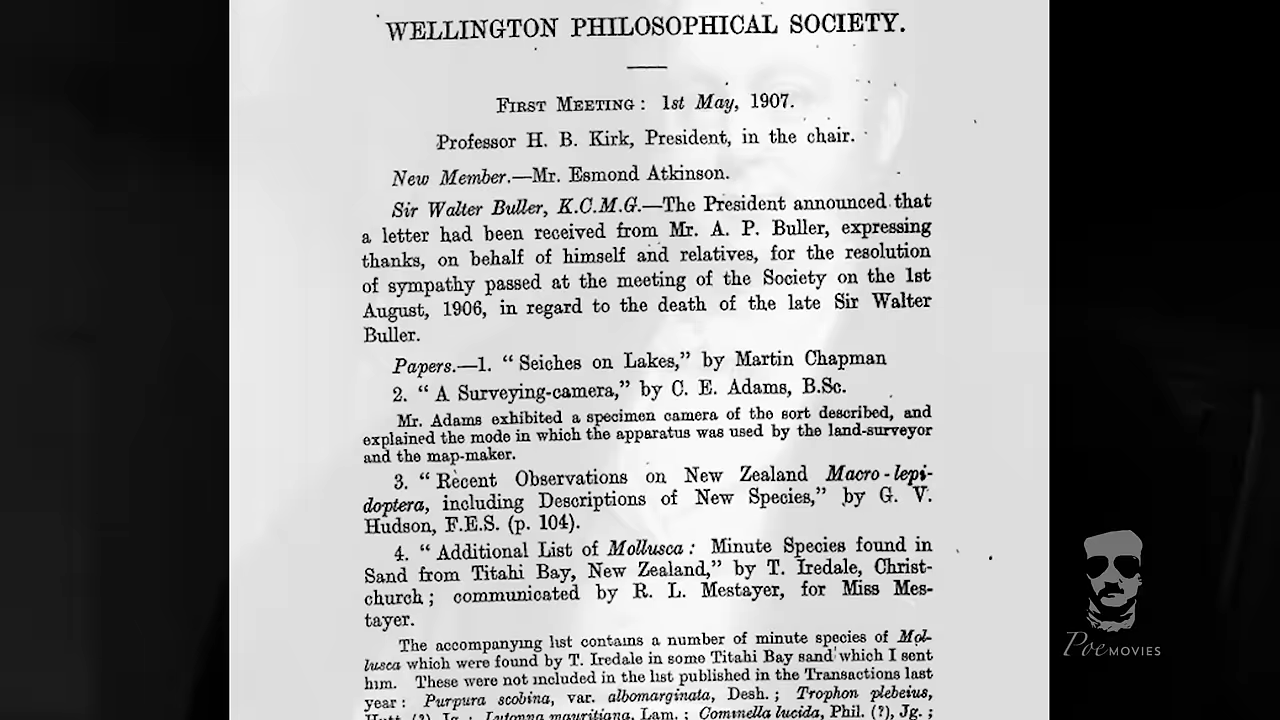 WELLINGTON PHILOSOPHICAL SOCIETY.
FIRST MEETING: 1st May, 1907.
Professor H. B. Kirk, President, in the chair.
New Member.—Mr. Esmond Atkinson.
Sir Walter Buller, K.C.M.G.—The President announced that
a letter had been received from Mr. A. P. Buller, expressing
thanks, on behalf of himself and relatives, for the resolution
of sympathy passed at the meeting of the Society on the 1st
August, 1906, in regard to the death of the late Sir Walter
Buller.
Papers.—1. “Seiches on Lakes,” by Martin Chapman
2. “A Surveying-camera,” by C. E. Adams, B.Sc.
Mr. Adams exhibited a specimen camera of the sort described, and
explained the mode in which the apparatus was used by the land-surveyor
and the map-maker.
3. “Recent Observations on New Zealand Macro-lepi-
doptera, including Descriptions of New Species,” by G. V.
Hudson, F.E.S. (p. 104).
4. “Additional List of Mollusca: Minute Species found in
Sand from Titahi Bay, New Zealand,” by T. Iredale, Christ-
church; communicated by R. L. Mestayer, for Miss Mes-
tayer.
The accompanying list contains a number of minute species of Mol-
lusca which were found by T. Iredale in some Titahi Bay sand which I sent
him. These were not included in the list published in the Transactions last
year: Purpura scobina, var. albomarginata, Desh.; Trophon plebeius,
mauritiana, Lam.; Cominella lucida, Phil. (?), Jg.;
Poe MOVIES